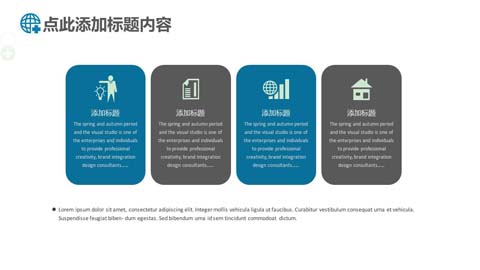 点此添加标题内容
添加标题
The spring and autumn period
and the visual studio is one of
the enterprises and individuals
to provide professional
creativity, brand integration
design consultants......
添加标题
The spring and autumn period
and the visual studio is one of
the enterprises and individuals
to provide professional
creativity, brand integration
design consultants......
添加标题
The spring and autumn period
and the visual studio is one of
the enterprises and individuals
to provide professional
creativity, brand integration
design consultants......
添加标题
The spring and autumn period
and the visual studio is one of
the enterprises and individuals
to provide professional
creativity, brand integration
design consultants......
Lorem ipsum dolor sit amet, consectetur adipiscing elit. Integer mollis vehicula ligula ut faucibus. Curabitur vestibulum consequat urna et vehicula.
Suspendisse feugiat biben- dum egestas. Sed bibendum urna id sem tincidunt commodoat dictum.